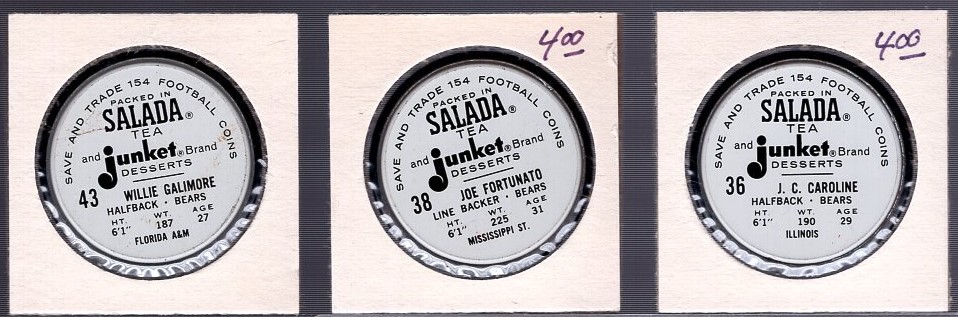 SAVE AND TRADE 154 FOOTBALL COINS
PACKED IN
SALADA®
TEA
and junket® Brand
DESSERTS
43 WILLIE GALIMORE
HALFBACK · BEARS
HT. WT. AGE
6'1" 187 27
FLORIDA A&M
4.00
SAVE AND TRADE 154 FOOTBALL COINS
PACKED IN
SALADA®
TEA
and junket® Brand
DESSERTS
38 JOE FORTUNATO
LINE BACKER · BEARS
HT. WT. AGE
6'1" 225 31
MISSISSIPPI ST.
4.00
SAVE AND TRADE 154 FOOTBALL COINS
PACKED IN
SALADA®
TEA
and junket® Brand
DESSERTS
36 J. C. CAROLINE
HALFBACK · BEARS
HT. WT. AGE
6'1" 190 29
ILLINOIS